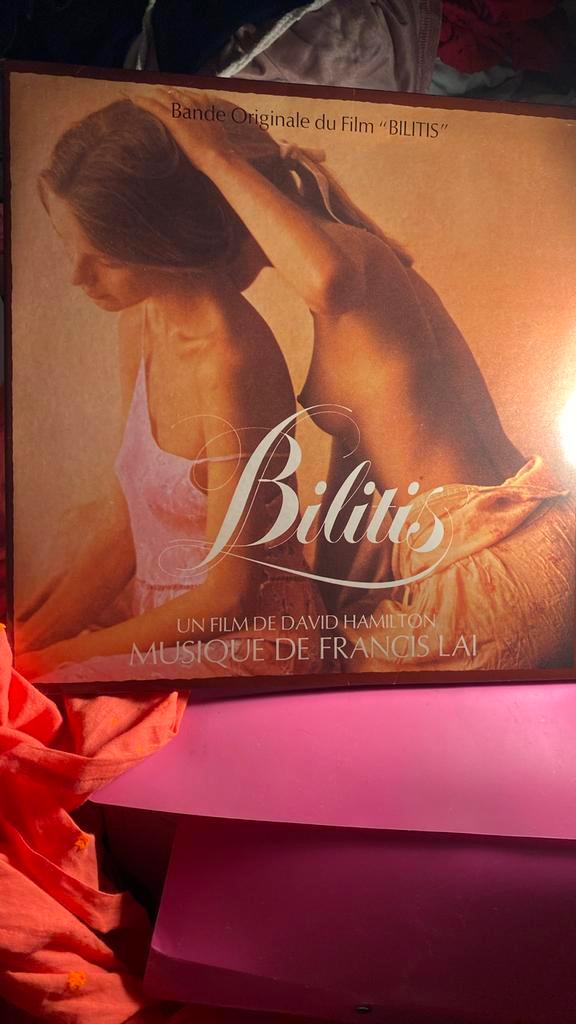 Bande Originale du Film “BILITIS”
Bilitis
UN FILM DE DAVID HAMILTON
MUSIQUE DE FRANCIS LAI